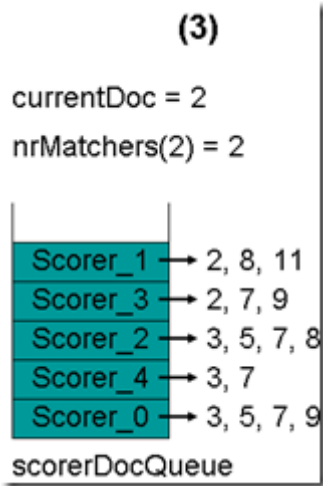 (3)
currentDoc = 2
nrMatchers(2) = 2
Scorer_1 → 2, 8, 11
Scorer_3 → 2, 7, 9
Scorer_2 → 3, 5, 7, 8
Scorer_4 → 3, 7
Scorer_0 → 3, 5, 7, 9
scorerDocQueue